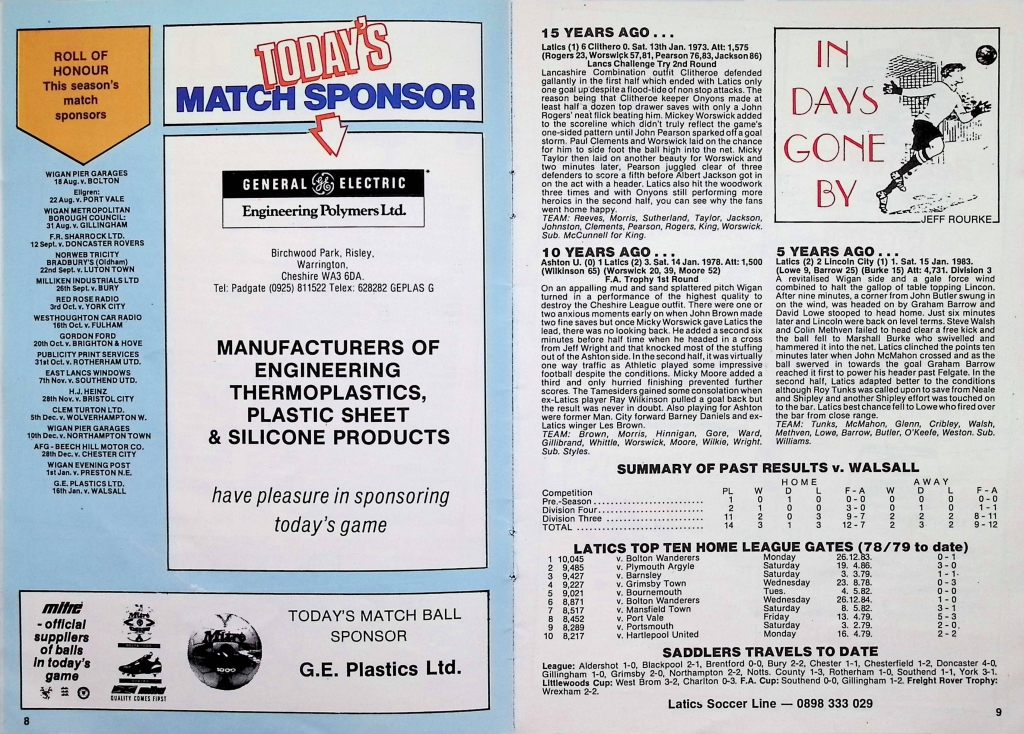 ROLL OF
HONOUR
This season's
match
sponsors
WIGAN PIER GARAGES
18 Aug. v. BOLTON
Ellgren:
22 Aug. v. PORT VALE
WIGAN METROPOLITAN
BOROUGH COUNCIL:
31 Aug. v. GILLINGHAM
F.R. SHARROCK LTD.
12 Sept. v. DONCASTER ROVERS
NORWEB TRICITY
BRADBURY'S (Oldham)
22nd Sept. v. LUTON TOWN
MILLIKEN INDUSTRIALS LTD
26th Sept. v. BURY
RED ROSE RADIO
3rd Oct. v. YORK CITY
WESTHOUGHTON CAR RADIO
16th Oct. v. FULHAM
GORDON FORD
20th Oct. v. BRIGHTON & HOVE
PUBLICITY PRINT SERVICES
31st Oct. v. ROTHERHAM UTD.
EAST LANCS WINDOWS
7th Nov. v. SOUTHEND UTD.
H.J. HEINZ
28th Nov. v. BRISTOL CITY
CLEM TURTON LTD.
5th Dec. v. WOLVERHAMPTON W.
WIGAN PIER GARAGES
19th Dec. v. NORTHAMPTON TOWN
AFG - BEECH HILL MOTOR CO.
28th Dec. v. CHESTER CITY
WIGAN EVENING POST
1st Jan. v. PRESTON N.E.
G.E. PLASTICS LTD.
16th Jan. v. WALSALL
TODAY'S
MATCH SPONSOR
GENERAL GE ELECTRIC
Engineering Polymers Ltd.
Birchwood Park, Risley,
Warrington,
Cheshire WA3 6DA.
Tel: Padgate (0925) 811522 Telex: 628282 GEPLAS G
MANUFACTURERS OF
ENGINEERING
THERMOPLASTICS,
PLASTIC SHEET
& SILICONE PRODUCTS
have pleasure in sponsoring
today's game
mitre
- official
suppliers
of balls
in today's
game
QUALITY COMES FIRST
Mitre
1000
TODAY'S MATCH BALL
SPONSOR
G.E. Plastics Ltd.
8
15 YEARS AGO . . .
Latics (1) 6 Clithero 0. Sat. 13th Jan. 1973. Att: 1,575
(Rogers 23, Worswick 57,81, Pearson 76,83, Jackson 86)
Lancs Challenge Try 2nd Round
Lancashire Combination outfit Clitheroe defended
gallantly in the first half which ended with Latics only
one goal up despite a flood-tide of non stop attacks. The
reason being that Clitheroe keeper Onyons made at
least half a dozen top drawer saves with only a John
Rogers' neat flick beating him. Mickey Worswick added
to the scoreline which didn't truly reflect the game's
one-sided pattern until John Pearson sparked off a goal
storm. Paul Clements and Worswick laid on the chance
for him to side foot the ball high into the net. Micky
Taylor then laid on another beauty for Worswick and
two minutes later, Pearson juggled clear of three
defenders to score a fifth before Albert Jackson got in
on the act with a header. Latics also hit the woodwork
three times and with Onyons still performing more
heroics in the second half, you can see why the fans
went home happy.
TEAM: Reeves, Morris, Sutherland, Taylor, Jackson,
Johnston, Clements, Pearson, Rogers, King, Worswick.
Sub. McCunnell for King.
IN
DAYS
GONE
BY
JEFF ROURKE
10 YEARS AGO . . .
Ashton U. (0) 1 Latics (2) 3. Sat. 14 Jan. 1978. Att: 1,500
(Wilkinson 65) (Worswick 20, 39, Moore 52)
F.A. Trophy 1st Round
On an appalling mud and sand splattered pitch Wigan
turned in a performance of the highest quality to
destroy the Cheshire League outfit. There were one or
two anxious moments early on when John Brown made
two fine saves but once Micky Worswick gave Latics the
lead, there was no looking back. He added a second six
minutes before half time when he headed in a cross
from Jeff Wright and that knocked most of the stuffing
out of the Ashton side. In the second half, it was virtually
one way traffic as Athletic played some impressive
football despite the conditions. Micky Moore added a
third and only hurried finishing prevented further
scores. The Tamesiders gained some consolation when
ex-Latics player Ray Wilkinson pulled a goal back but
the result was never in doubt. Also playing for Ashton
were former Man. City forward Barney Daniels and ex-
Latics winger Les Brown.
TEAM: Brown, Morris, Hinnigan, Gore, Ward,
Gillibrand, Whittle, Worswick, Moore, Wilkie, Wright.
Sub. Styles.
5 YEARS AGO . . .
Latics (2) 2 Lincoln City (1) 1. Sat. 15 Jan. 1983.
(Lowe 9, Barrow 25) (Burke 15) Att: 4,731. Division 3
A revitalised Wigan side and a gale force wind
combined to halt the gallop of table topping Lincon.
After nine minutes, a corner from John Butler swung in
on the wind, was headed on by Graham Barrow and
David Lowe stooped to head home. Just six minutes
later and Lincoln were back on level terms. Steve Walsh
and Colin Methven failed to head clear a free kick and
the ball fell to Marshall Burke who swivelled and
hammered it into the net. Latics clinched the points ten
minutes later when John McMahon crossed and as the
ball swerved in towards the goal Graham Barrow
reached it first to power his header past Felgate. In the
second half, Latics adapted better to the conditions
although Roy Tunks was called upon to save from Neale
and Shipley and another Shipley effort was touched on
to the bar. Latics best chance fell to Lowe who fired over
the bar from close range.
TEAM: Tunks, McMahon, Glenn, Cribley, Walsh,
Methven, Lowe, Barrow, Butler, O'Keefe, Weston. Sub.
Williams.
SUMMARY OF PAST RESULTS v. WALSALL
HOME AWAY
Competition PL W D L F - A W D L F - A
Pre.-Season 1 0 1 0 0 - 0 0 0 0 0 - 0
Division Four 2 1 0 0 3 - 0 0 1 0 1 - 1
Division Three 11 2 0 3 9 - 7 2 2 2 8 - 11
TOTAL 14 3 1 3 12 - 7 2 3 2 9 - 12
LATICS TOP TEN HOME LEAGUE GATES (78/79 to date)
1 10,045 v. Bolton Wanderers Monday 26.12.83. 0 - 1
2 9,485 v. Plymouth Argyle Saturday 19. 4.86. 3 - 0
3 9,427 v. Barnsley Saturday 3. 3.79. 1 - 1
4 9,227 v. Grimsby Town Wednesday 23. 8.78. 0 - 3
5 9,021 v. Bournemouth Tues. 4. 5.82. 0 - 0
6 8,871 v. Bolton Wanderers Wednesday 26.12.84. 1 - 0
7 8,517 v. Mansfield Town Saturday 8. 5.82. 3 - 1
8 8,452 v. Port Vale Friday 13. 4.79. 5 - 3
9 8,289 v. Portsmouth Saturday 3. 2.79. 2 - 0
10 8,217 v. Hartlepool United Monday 16. 4.79. 2 - 2
SADDLERS TRAVELS TO DATE
League: Aldershot 1-0, Blackpool 2-1, Brentford 0-0, Bury 2-2, Chester 1-1, Chesterfield 1-2, Doncaster 4-0,
Gillingham 1-0, Grimsby 2-0, Northampton 2-2, Notts. County 1-3, Rotherham 1-0, Southend 1-1, York 3-1.
Littlewoods Cup: West Brom 3-2, Charlton 0-3. F.A. Cup: Southend 0-0, Gillingham 1-2. Freight Rover Trophy:
Wrexham 2-2.
Latics Soccer Line — 0898 333 029
9